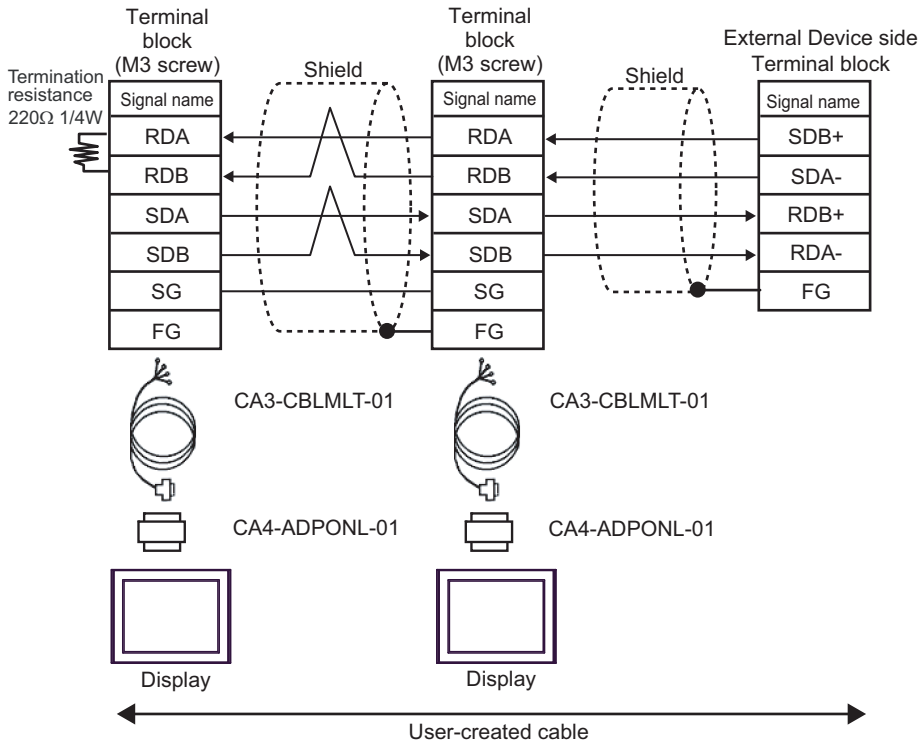 Terminal
block
(M3 screw)
Terminal
block
(M3 screw)
External Device side
Terminal block
Termination
resistance
220Ω 1/4W
Shield
Shield
Signal name
RDA
RDB
SDA
SDB
SG
FG
Signal name
RDA
RDB
SDA
SDB
SG
FG
Signal name
SDB+
SDA-
RDB+
RDA-
FG
CA3-CBLMLT-01
CA3-CBLMLT-01
CA4-ADPONL-01
CA4-ADPONL-01
Display
Display
User-created cable